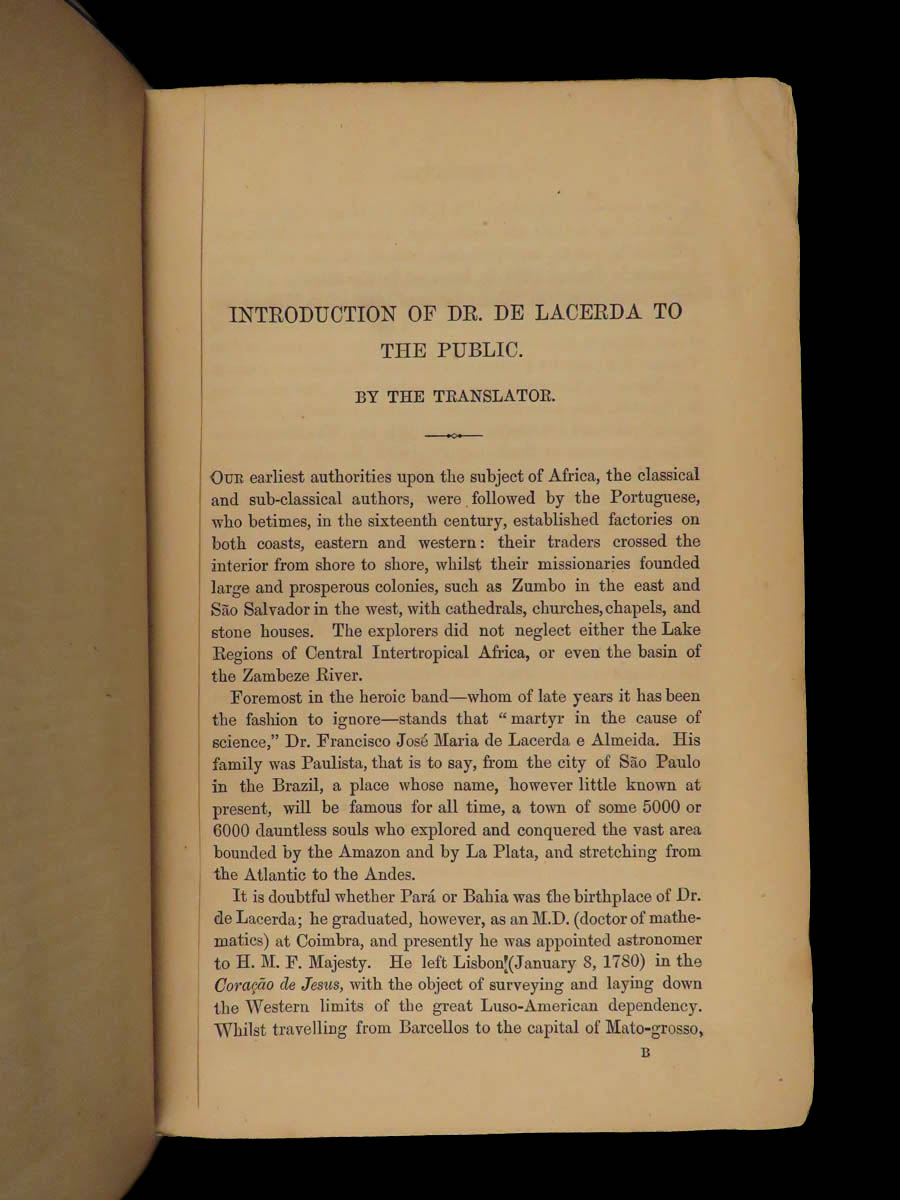 INTRODUCTION OF DR. DE LACERDA TO
THE PUBLIC.
BY THE TRANSLATOR.
OUR earliest authorities upon the subject of Africa, the classical
and sub-classical authors, were followed by the Portuguese,
who betimes, in the sixteenth century, established factories on
both coasts, eastern and western: their traders crossed the
interior from shore to shore, whilst their missionaries founded
large and prosperous colonies, such as Zumbo in the east and
São Salvador in the west, with cathedrals, churches, chapels, and
stone houses. The explorers did not neglect either the Lake
Regions of Central Intertropical Africa, or even the basin of
the Zambeze River.
Foremost in the heroic band—whom of late years it has been
the fashion to ignore—stands that "martyr in the cause of
science," Dr. Francisco José Maria de Lacerda e Almeida. His
family was Paulista, that is to say, from the city of São Paulo
in the Brazil, a place whose name, however little known at
present, will be famous for all time, a town of some 5000 or
6000 dauntless souls who explored and conquered the vast area
bounded by the Amazon and by La Plata, and stretching from
the Atlantic to the Andes.
It is doubtful whether Pará or Bahia was the birthplace of Dr.
de Lacerda; he graduated, however, as an M.D. (doctor of mathe-
matics) at Coimbra, and presently he was appointed astronomer
to H. M. F. Majesty. He left Lisbon (January 8, 1780) in the
Coração de Jesus, with the object of surveying and laying down
the Western limits of the great Luso-American dependency.
Whilst travelling from Barcellos to the capital of Mato-grosso,
B